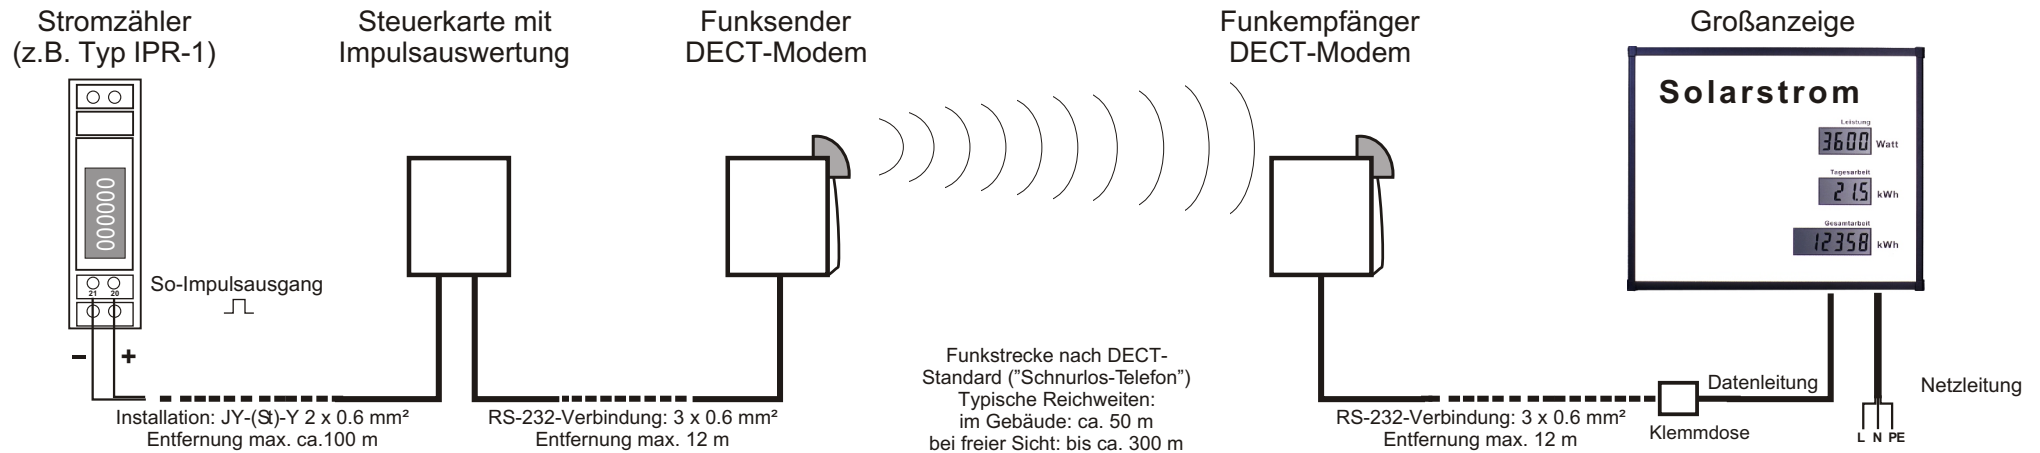 Stromzähler
(z.B. Typ IPR-1)
Steuerkarte mit
Impulsauswertung
Funksender
DECT-Modem
Funkempfänger
DECT-Modem
Großanzeige
Solarstrom
Leistung
3600 Watt
Tagesarbeit
21.5 kWh
Gesamtarbeit
12358 kWh
000000
21 20
So-Impulsausgang
– +
Installation: JY-(St)-Y 2 x 0.6 mm²
Entfernung max. ca.100 m
RS-232-Verbindung: 3 x 0.6 mm²
Entfernung max. 12 m
Funkstrecke nach DECT-
Standard ("Schnurlos-Telefon")
Typische Reichweiten:
im Gebäude: ca. 50 m
bei freier Sicht: bis ca. 300 m
RS-232-Verbindung: 3 x 0.6 mm²
Entfernung max. 12 m
Klemmdose
Datenleitung
Netzleitung
L N PE